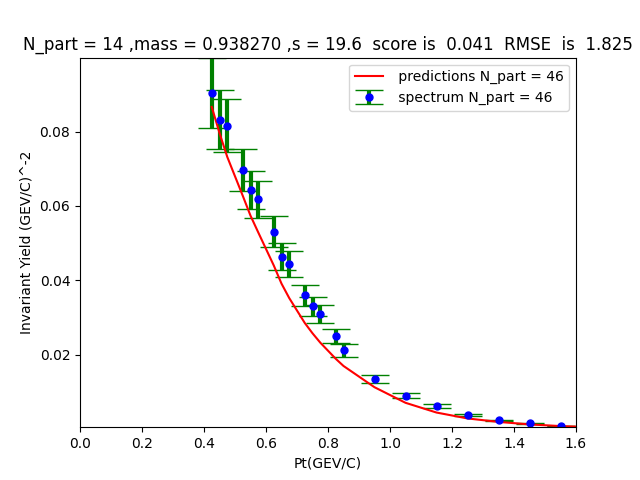 N_part = 14 ,mass = 0.938270 ,s = 19.6  score is  0.041  RMSE  is  1.825
predictions N_part = 46
spectrum N_part = 46
Invariant Yield (GEV/C)^-2
0.08
0.06
0.04
0.02
0.0 0.2 0.4 0.6 0.8 1.0 1.2 1.4 1.6
Pt(GEV/C)